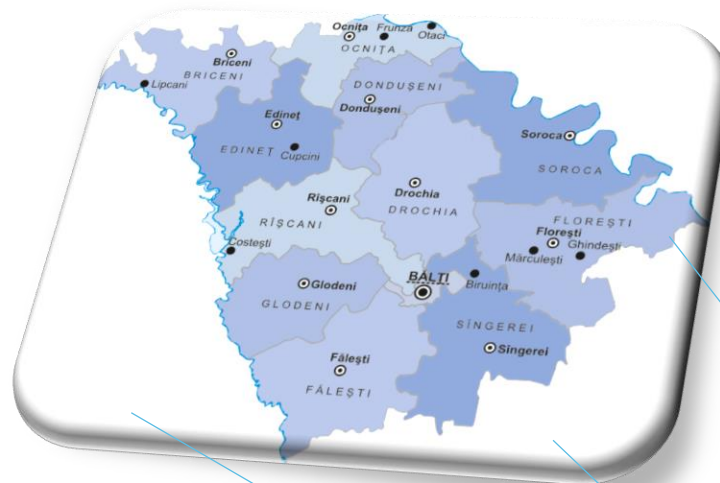 Ocnița
Frunză
Otaci
OCNIȚA
Briceni
BRICENI
Lipcani
DONDUȘENI
Dondușeni
Edineț
EDINEȚ
Cupcini
Soroca
SOROCA
Rîșcani
RÎȘCANI
Drochia
DROCHIA
FLOREȘTI
Florești
Ghindești
Mărculești
Costești
BĂLȚI
Biruința
Glodeni
GLODENI
SÎNGEREI
Sîngerei
Fălești
FĂLEȘTI